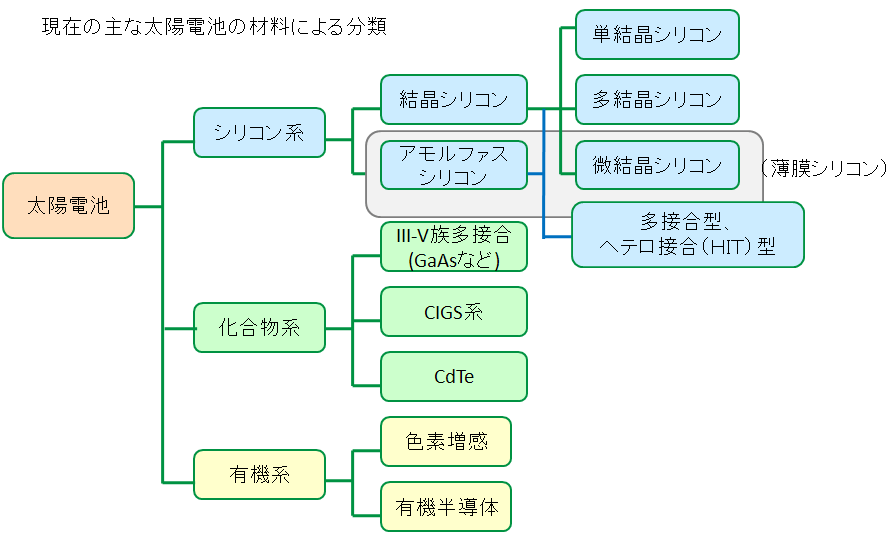 現在の主な太陽電池の材料による分類
太陽電池
シリコン系
結晶シリコン
単結晶シリコン
多結晶シリコン
アモルファス
シリコン
微結晶シリコン
(薄膜シリコン)
多接合型、
ヘテロ接合(HIT)型
化合物系
III-V族多接合
(GaAsなど)
CIGS系
CdTe
有機系
色素増感
有機半導体